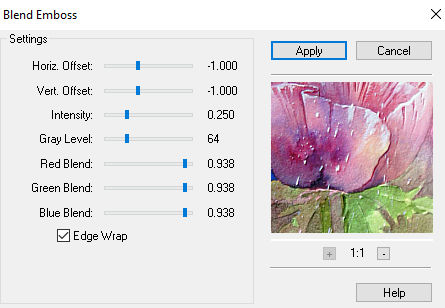 Blend Emboss
Settings
Horiz. Offset: -1.000
Vert. Offset: -1.000
Intensity: 0.250
Gray Level: 64
Red Blend: 0.938
Green Blend: 0.938
Blue Blend: 0.938
Edge Wrap
Apply Cancel
+ 1:1 -
Help